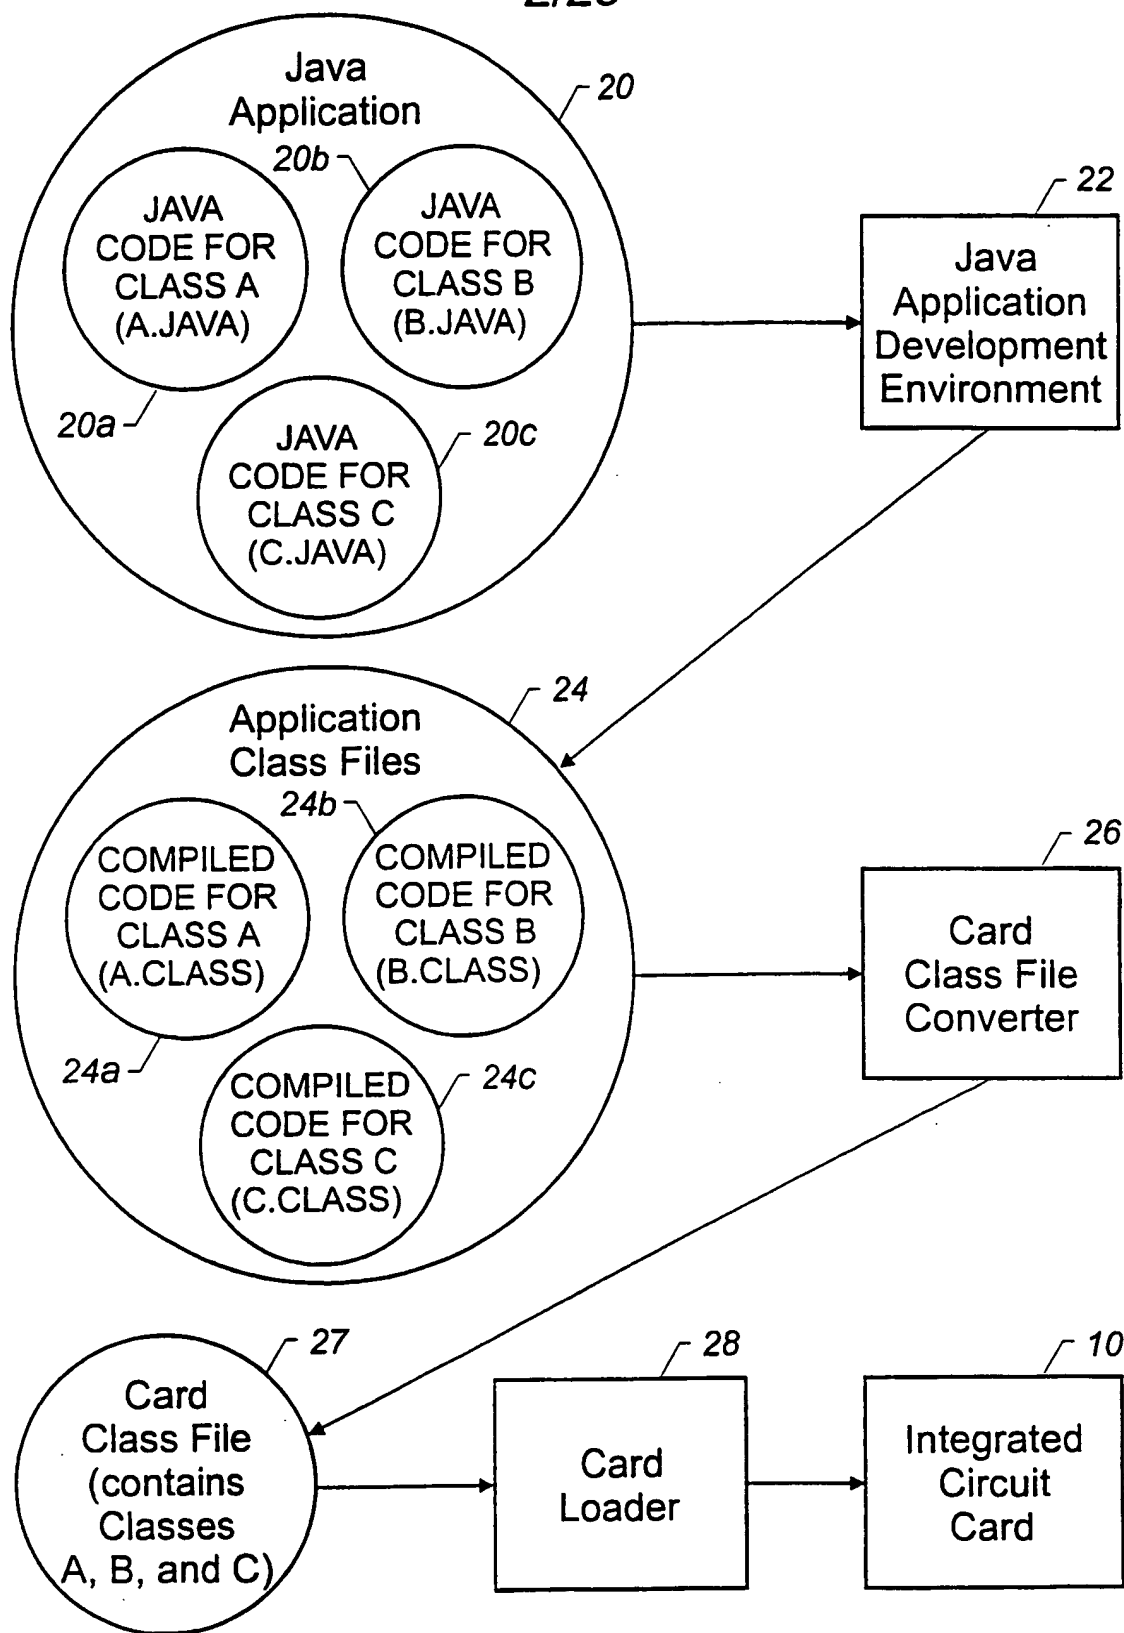 Java
Application
20
20b
JAVA
CODE FOR
CLASS A
(A.JAVA)
JAVA
CODE FOR
CLASS B
(B.JAVA)
20a
JAVA
CODE FOR
CLASS C
(C.JAVA)
20c
22
Java
Application
Development
Environment
Application
Class Files
24
24b
COMPILED
CODE FOR
CLASS A
(A.CLASS)
COMPILED
CODE FOR
CLASS B
(B.CLASS)
24a
COMPILED
CODE FOR
CLASS C
(C.CLASS)
24c
26
Card
Class File
Converter
27
Card
Class File
(contains
Classes
A, B, and C)
28
Card
Loader
10
Integrated
Circuit
Card